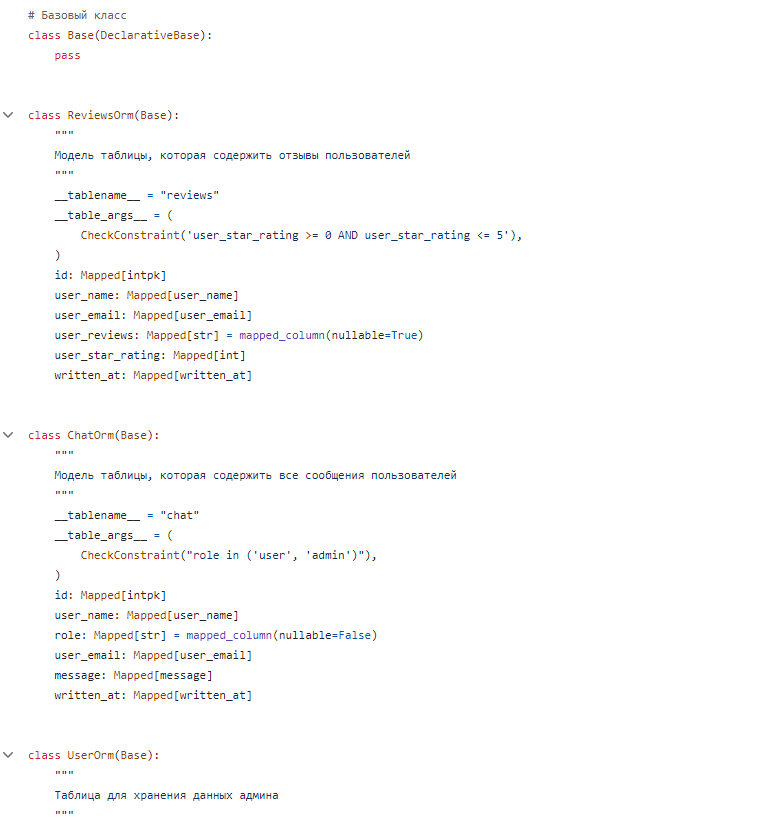 # Базовый класс
class Base(DeclarativeBase):
    pass
class ReviewsOrm(Base):
    """
    Модель таблицы, которая содержить отзывы пользователей
    """
    __tablename__ = "reviews"
    __table_args__ = (
        CheckConstraint('user_star_rating >= 0 AND user_star_rating <= 5'),
    )
    id: Mapped[intpk]
    user_name: Mapped[user_name]
    user_email: Mapped[user_email]
    user_reviews: Mapped[str] = mapped_column(nullable=True)
    user_star_rating: Mapped[int]
    written_at: Mapped[written_at]
class ChatOrm(Base):
    """
    Модель таблицы, которая содержить все сообщения пользователей
    """
    __tablename__ = "chat"
    __table_args__ = (
        CheckConstraint("role in ('user', 'admin')"),
    )
    id: Mapped[intpk]
    user_name: Mapped[user_name]
    role: Mapped[str] = mapped_column(nullable=False)
    user_email: Mapped[user_email]
    message: Mapped[message]
    written_at: Mapped[written_at]
class UserOrm(Base):
    """
    Таблица для хранения данных админа
    """